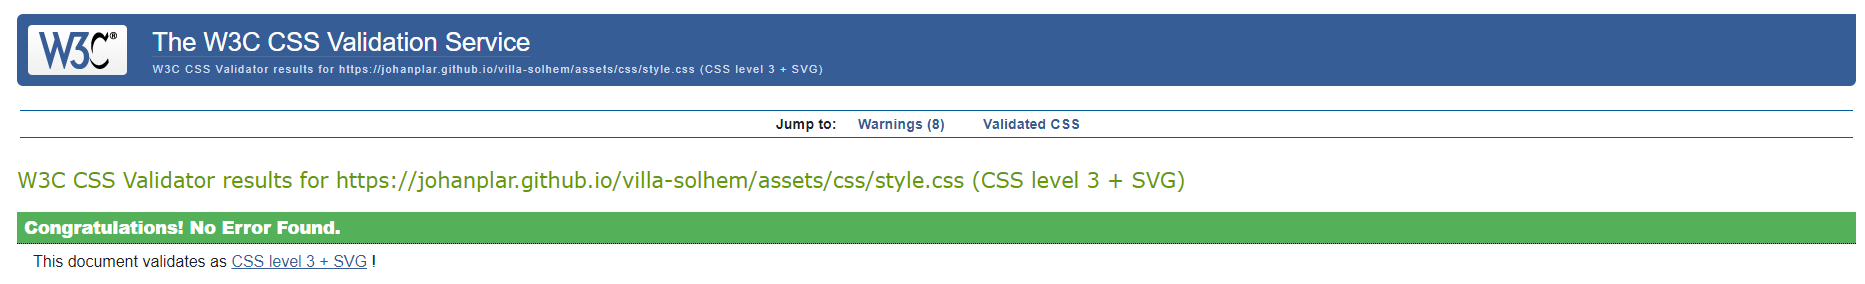 W3C®
The W3C CSS Validation Service
W3C CSS Validator results for https://johanplar.github.io/villa-solhem/assets/css/style.css (CSS level 3 + SVG)
Jump to: Warnings (8) Validated CSS
W3C CSS Validator results for https://johanplar.github.io/villa-solhem/assets/css/style.css (CSS level 3 + SVG)
Congratulations! No Error Found.
This document validates as CSS level 3 + SVG !